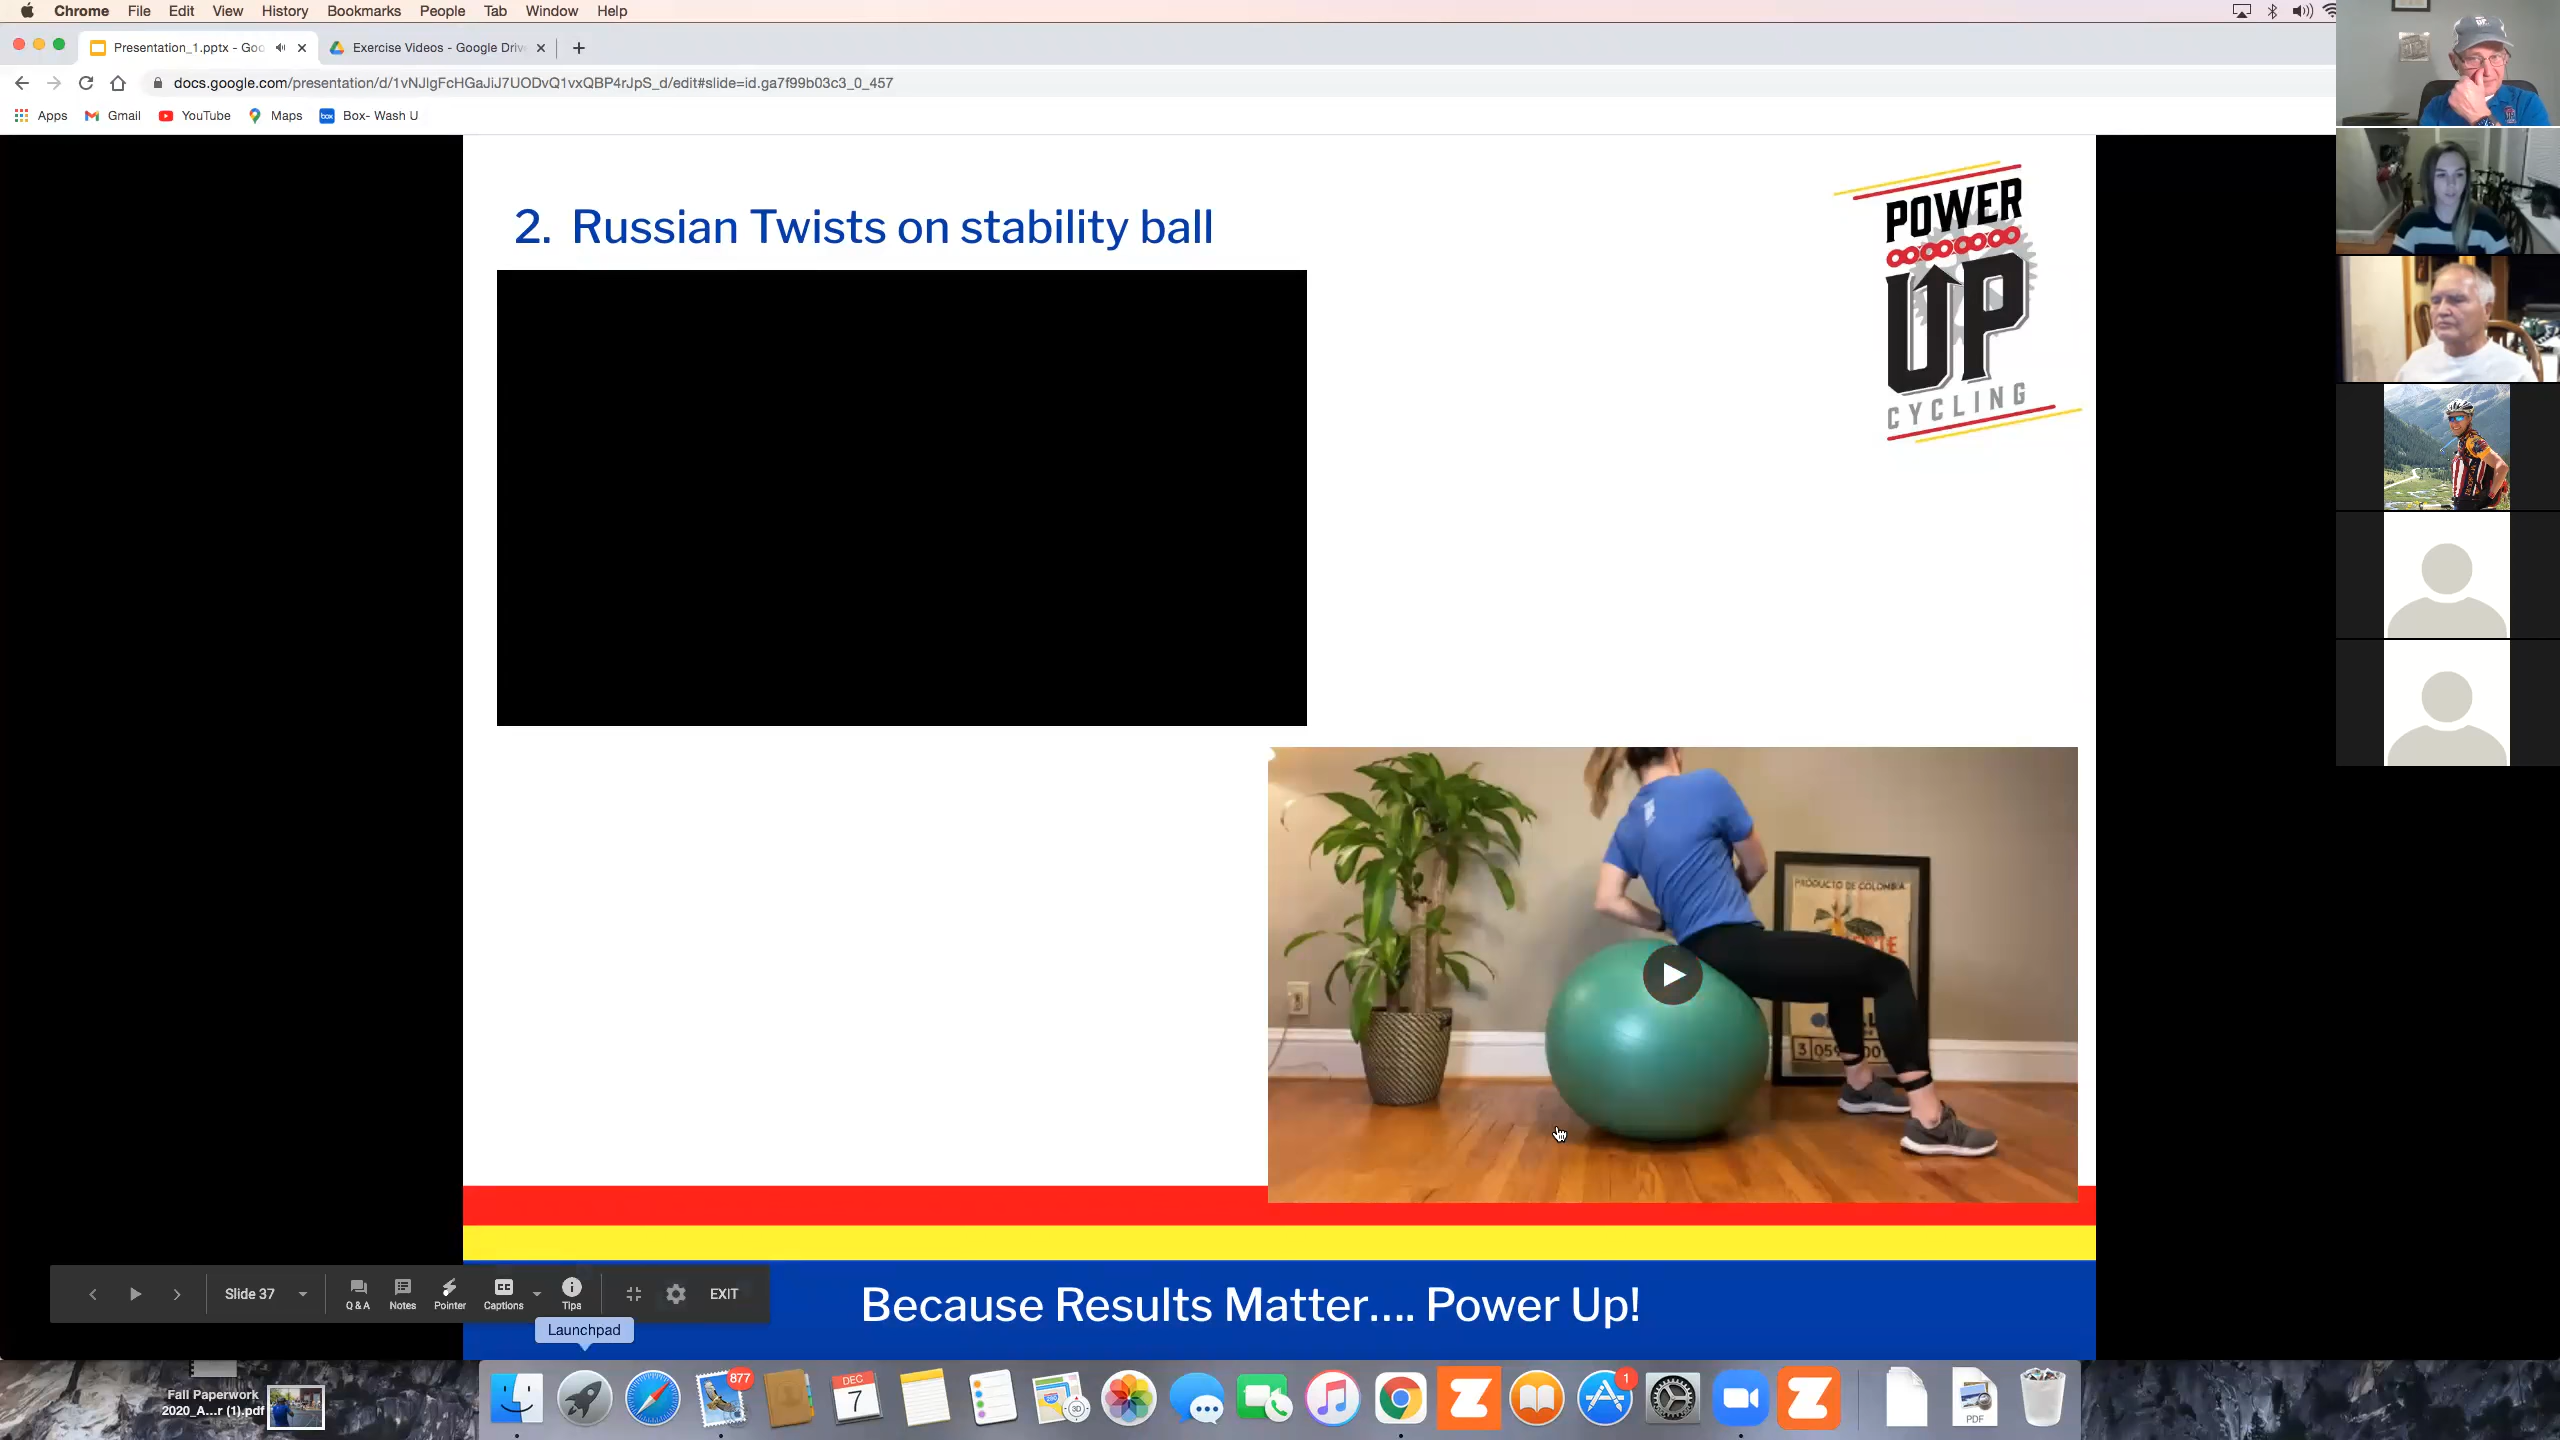 Chrome File Edit View History Bookmarks People Tab Window Help
Presentation_1.pptx - Goo
Exercise Videos - Google Driv
docs.google.com/presentation/d/1vNJlgFcHGaJiJ7UODvQ1vxQBP4rJpS_d/edit#slide=id.ga7f99b03c3_0_457
Apps Gmail YouTube Maps Box- Wash U
2. Russian Twists on stability ball
POWER
UP
CYCLING
PRODUCTO DE COLOMBIA
Because Results Matter.... Power Up!
Slide 37 Q & A Notes Pointer Captions Tips EXIT
Launchpad
Fall Paperwork
2020_A...r (1).pdf
877
DEC
7
1
PDF